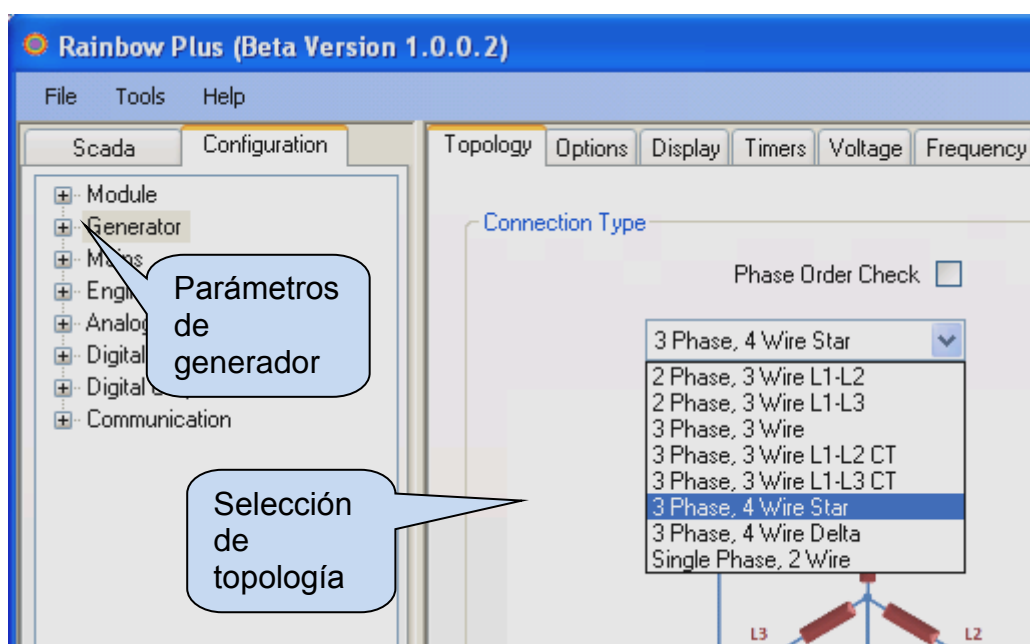 Rainbow Plus (Beta Version 1.0.0.2)
File Tools Help
Scada Configuration
Topology Options Display Timers Voltage Frequency
Module
Generator
Mains
Engi
Analog
Digital
Digital
Communication
Parámetros
de
generador
Selección
de
topología
Connection Type
Phase Order Check
3 Phase, 4 Wire Star
2 Phase, 3 Wire L1-L2
2 Phase, 3 Wire L1-L3
3 Phase, 3 Wire
3 Phase, 3 Wire L1-L2 CT
3 Phase, 3 Wire L1-L3 CT
3 Phase, 4 Wire Star
3 Phase, 4 Wire Delta
Single Phase, 2 Wire
L3 L2